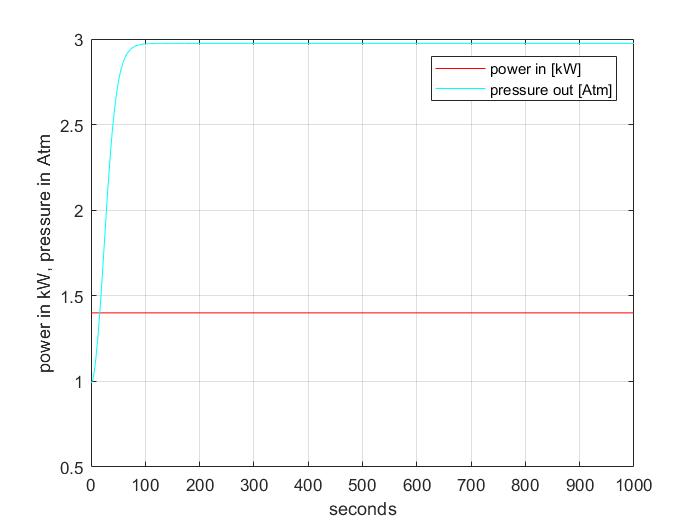 3
2.5
2
1.5
1
0.5
power in kW, pressure in Atm
power in [kW]
pressure out [Atm]
0 100 200 300 400 500 600 700 800 900 1000
seconds